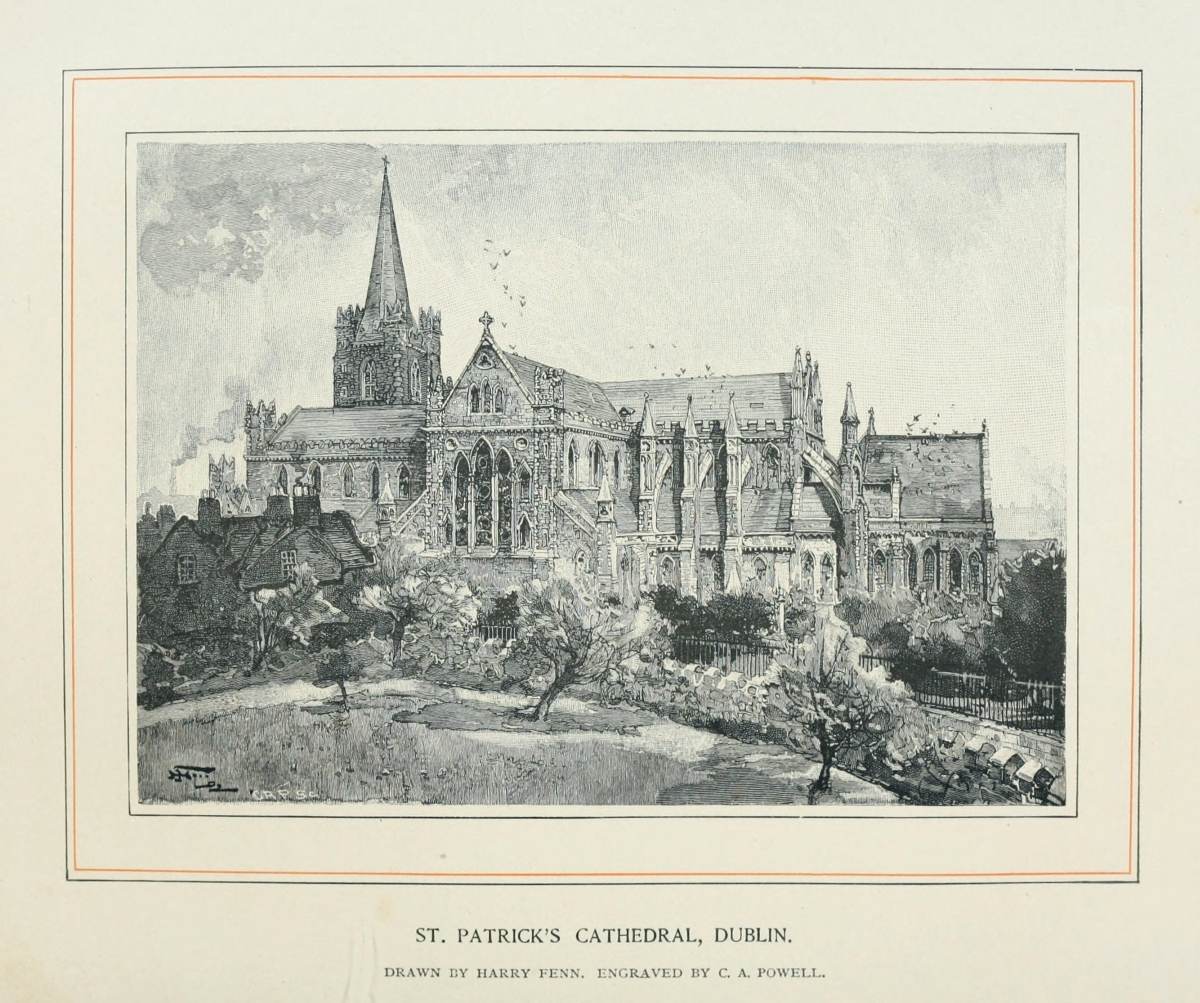 ST. PATRICK'S CATHEDRAL, DUBLIN.
DRAWN BY HARRY FENN. ENGRAVED BY C. A. POWELL.